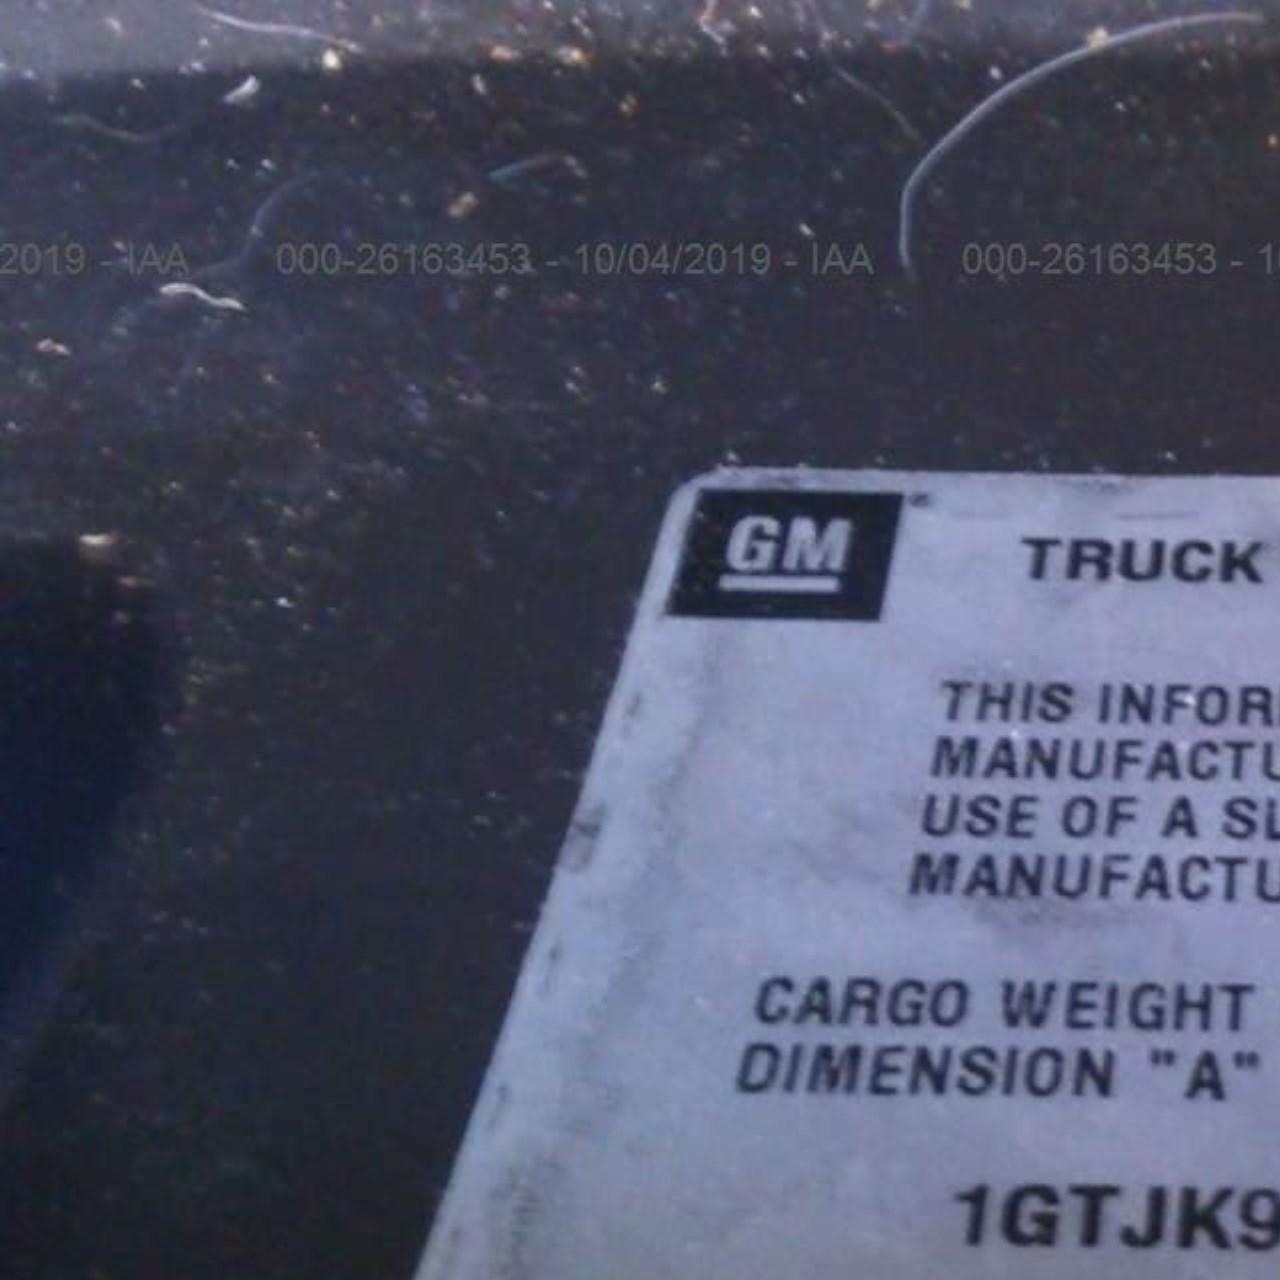 2019 - IAA 000-26163453 - 10/04/2019 - IAA 000-26163453 - 1
GM TRUCK
THIS INFOR
MANUFACTU
USE OF A SL
MANUFACTU
CARGO WEIGHT
DIMENSION "A"
1GTJK9